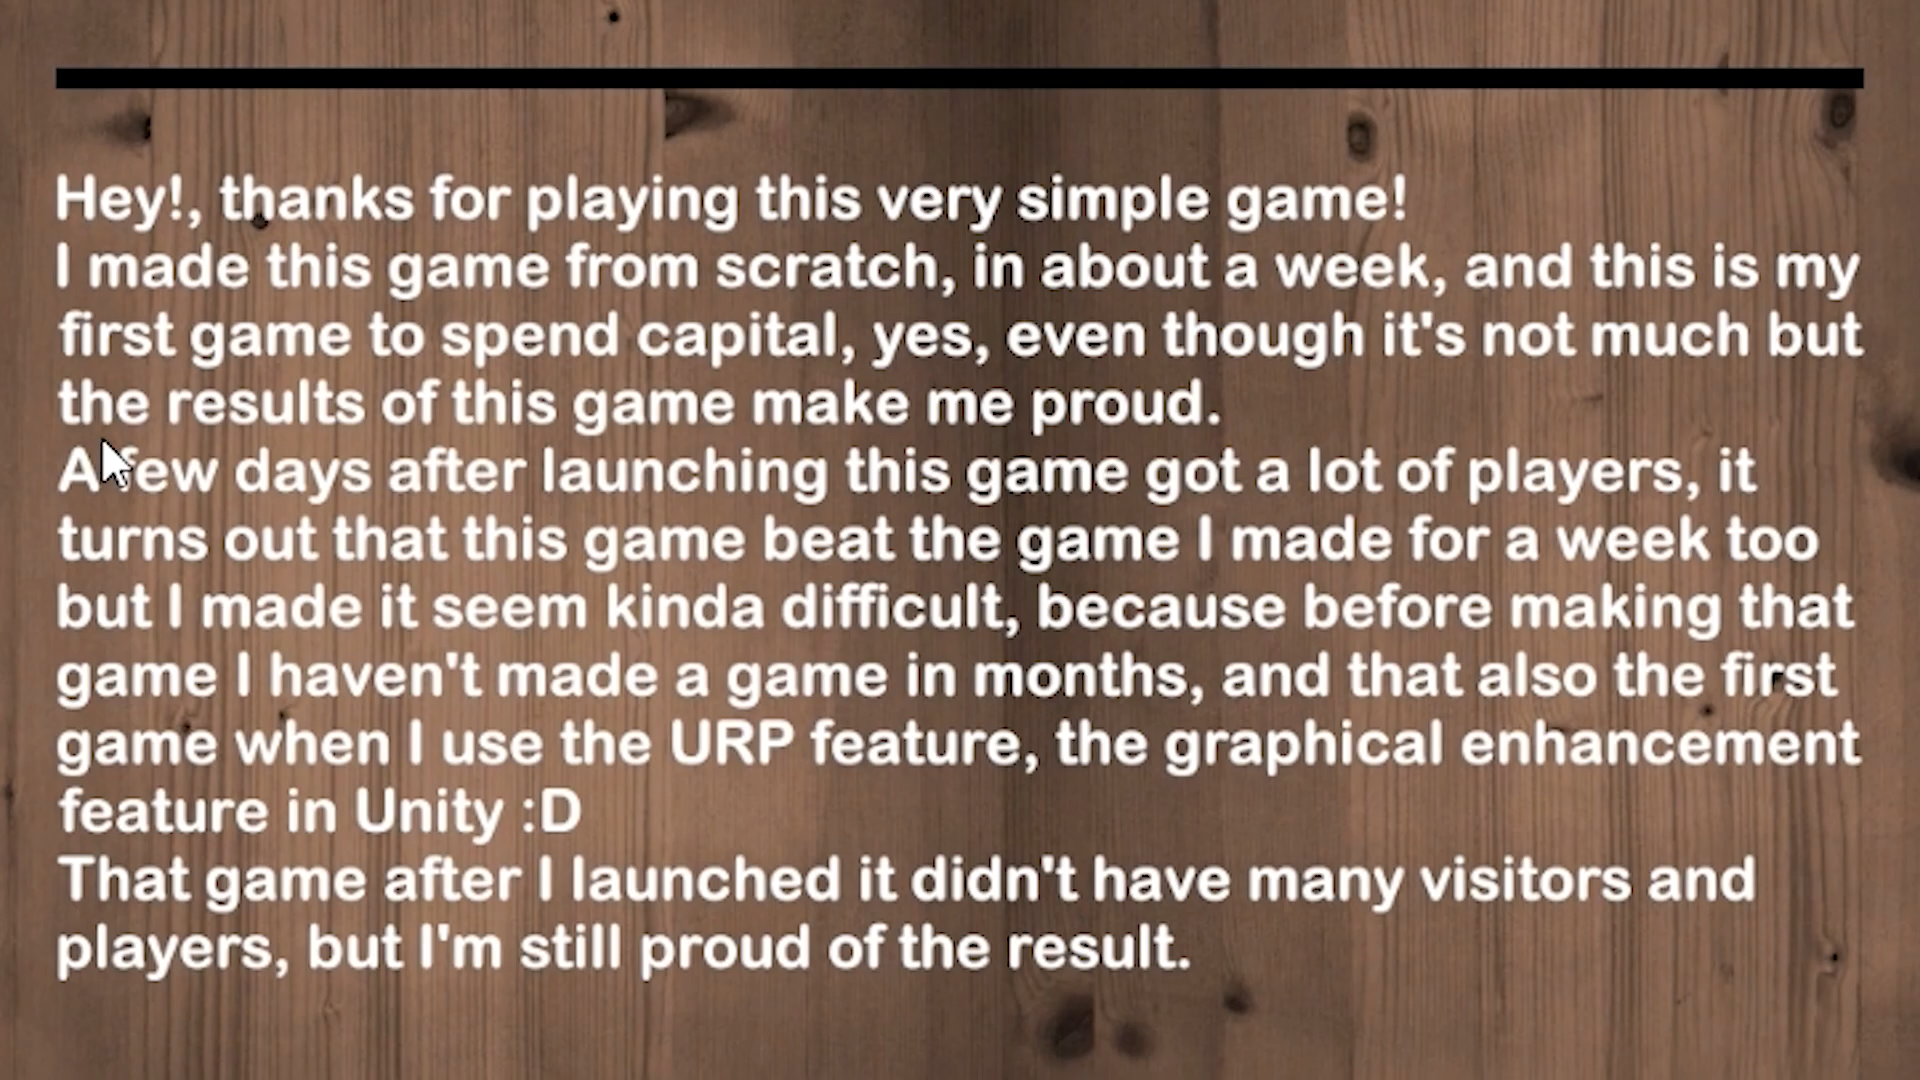 Hey!, thanks for playing this very simple game!
I made this game from scratch, in about a week, and this is my
first game to spend capital, yes, even though it's not much but
the results of this game make me proud.
A few days after launching this game got a lot of players, it
turns out that this game beat the game I made for a week too
but I made it seem kinda difficult, because before making that
game I haven't made a game in months, and that also the first
game when I use the URP feature, the graphical enhancement
feature in Unity :D
That game after I launched it didn't have many visitors and
players, but I'm still proud of the result.